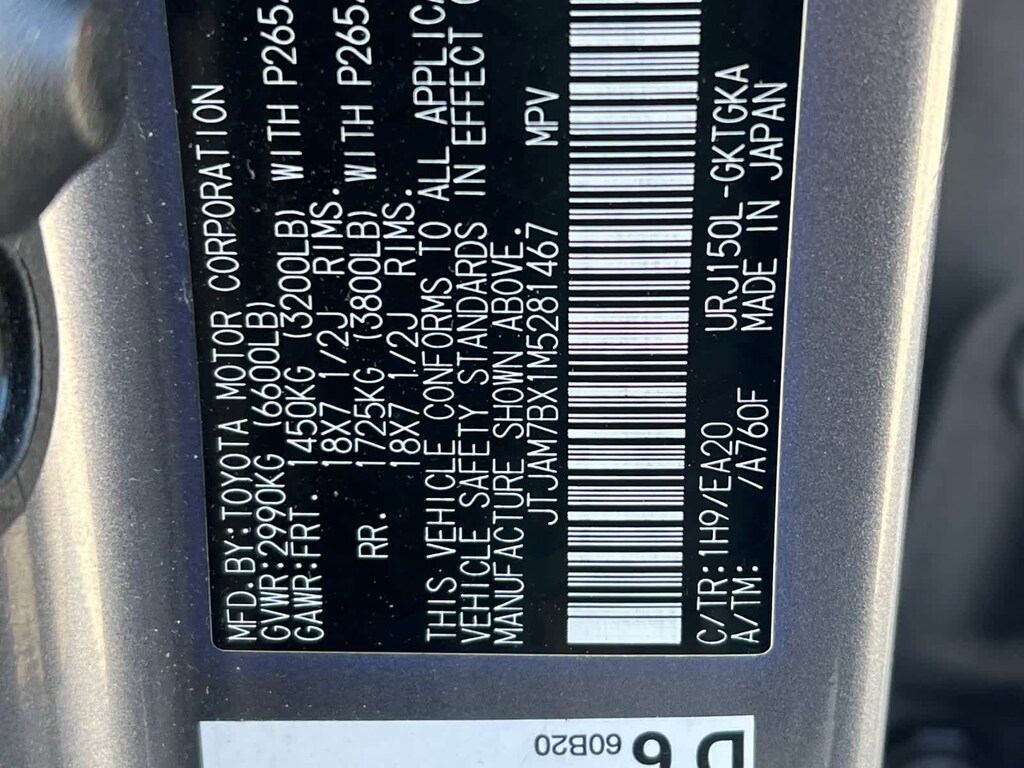 MFD.BY:TOYOTA MOTOR CORPORATION
GVWR:2990KG (6600LB)
GAWR:FRT. 1450KG (3200LB) WITH P265
18X7 1/2J RIMS.
RR. 1725KG (3800LB) WITH P265
18X7 1/2J RIMS.
THIS VEHICLE CONFORMS TO ALL APPLICA
VEHICLE SAFETY STANDARDS IN EFFECT
MANUFACTURE SHOWN ABOVE.
JTJAM7BX1M5281467 MPV
C/TR:1H9/EA20 URJ150L-GKTGKA
A/TM: /A760F MADE IN JAPAN
60B20